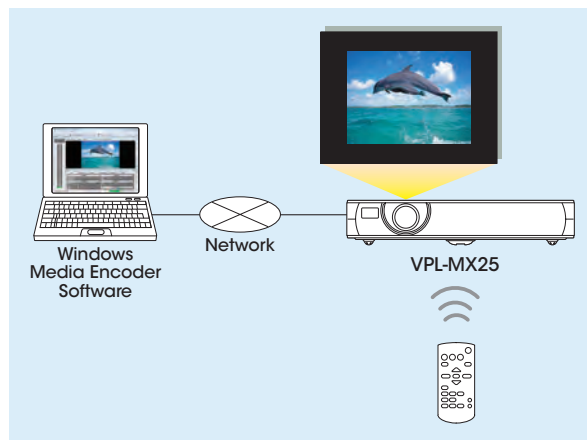 Windows
Media Encoder
Software
Network
VPL-MX25